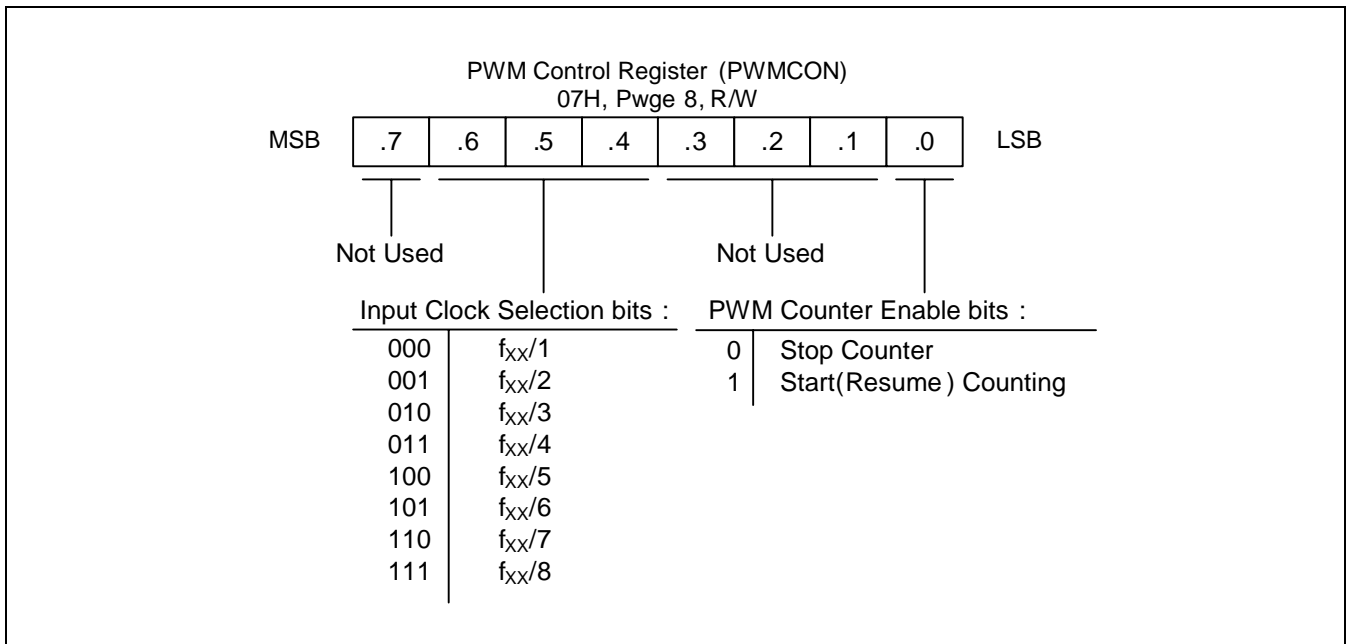 PWM Control Register (PWMCON)
07H, Pwge 8, R/W
MSB .7 .6 .5 .4 .3 .2 .1 .0 LSB
Not Used Not Used
Input Clock Selection bits : PWM Counter Enable bits :
000 fXX/1 0 Stop Counter
001 fXX/2 1 Start(Resume) Counting
010 fXX/3
011 fXX/4
100 fXX/5
101 fXX/6
110 fXX/7
111 fXX/8